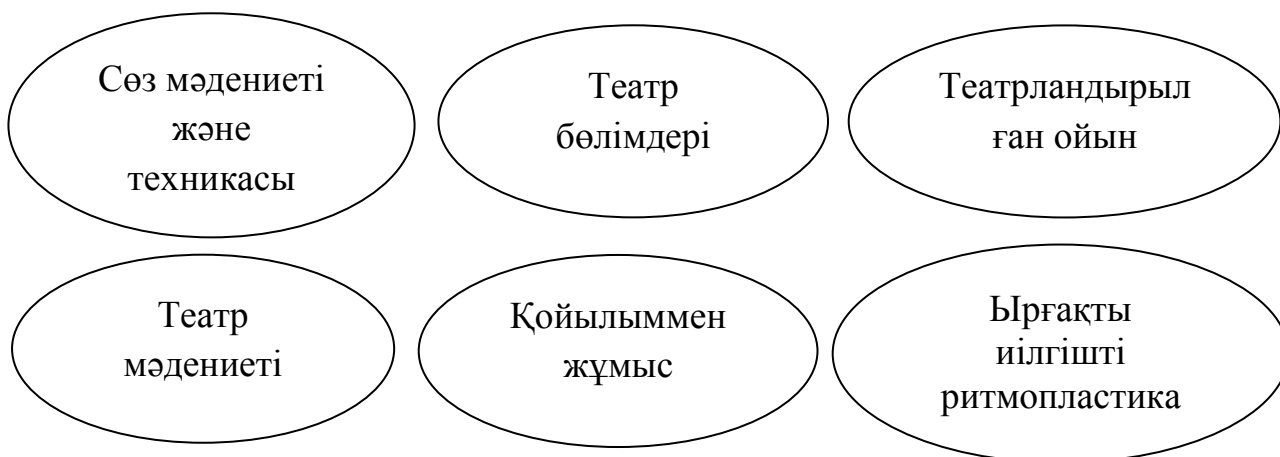 Сөз мәдениеті
және
техникасы
Театр
бөлімдері
Театрландырыл
ған ойын
Театр
мәдениеті
Қойылыммен
жұмыс
Ырғақты
иілгішті
ритмопластика